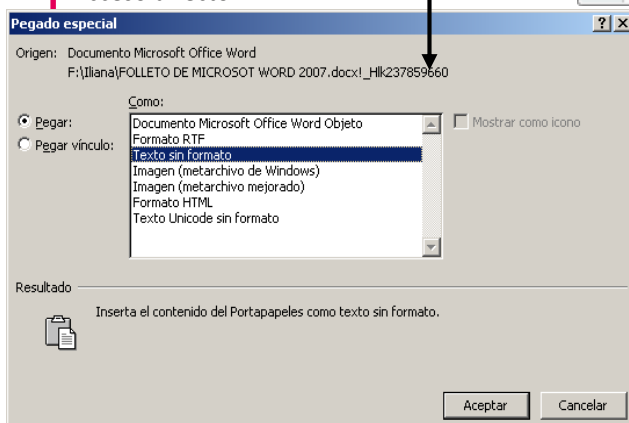 Pegado especial
Origen: Documento Microsoft Office Word
F:\Iliana\FOLLETO DE MICROSOT WORD 2007.docx!_Hlk237859660
Como:
Pegar:
Pegar vínculo:
Documento Microsoft Office Word Objeto
Formato RTF
Texto sin formato
Imagen (metarchivo de Windows)
Imagen (metarchivo mejorado)
Formato HTML
Texto Unicode sin formato
Mostrar como icono
Resultado
Inserta el contenido del Portapapeles como texto sin formato.
Aceptar Cancelar